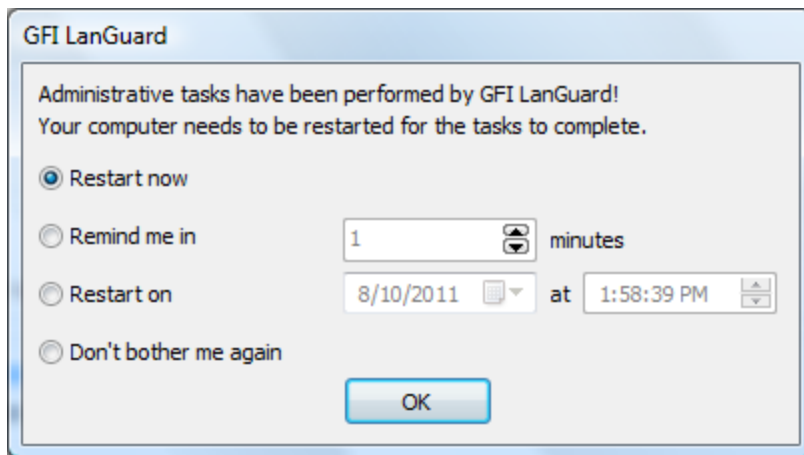 GFI LanGuard
Administrative tasks have been performed by GFI LanGuard!
Your computer needs to be restarted for the tasks to complete.
Restart now
Remind me in 1 minutes
Restart on 8/10/2011 at 1:58:39 PM
Don't bother me again
OK